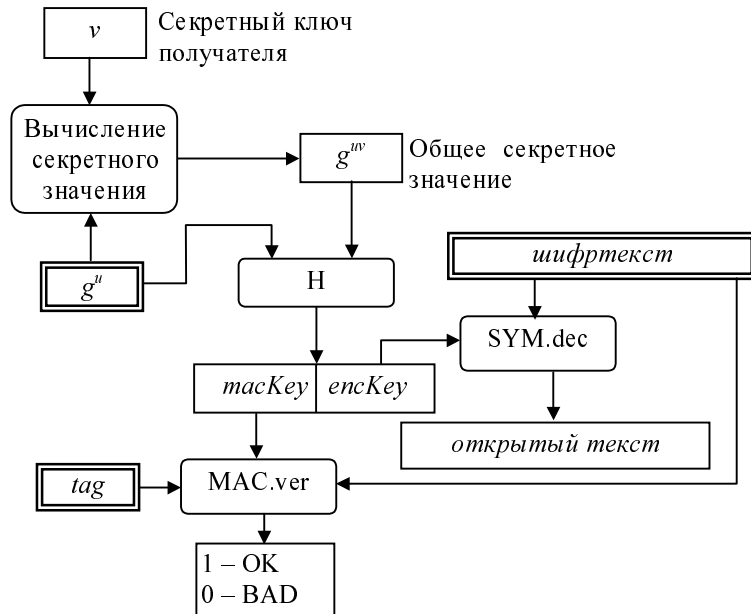 v
Секретный ключ
получателя
Вычисление
секретного
значения
g^uv
Общее секретное
значение
шифртекст
g^u
H
SYM.dec
macKey
encKey
открытый текст
tag
MAC.ver
1 – OK
0 – BAD